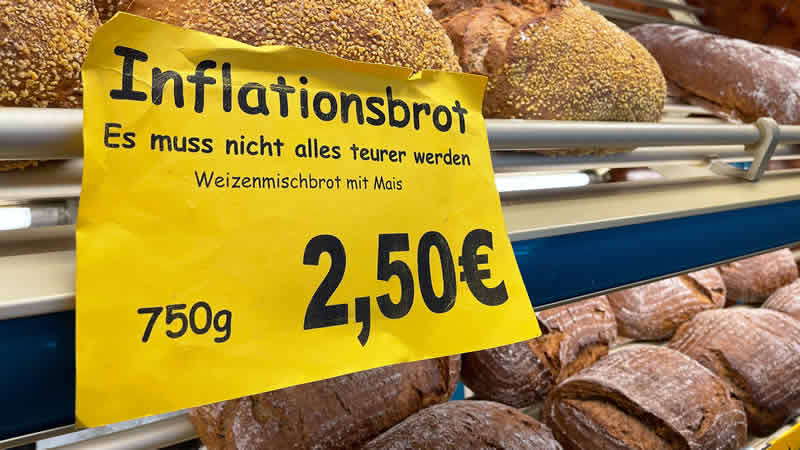 Inflationsbrot
Es muss nicht alles teurer werden
Weizenmischbrot mit Mais
2,50€
750g